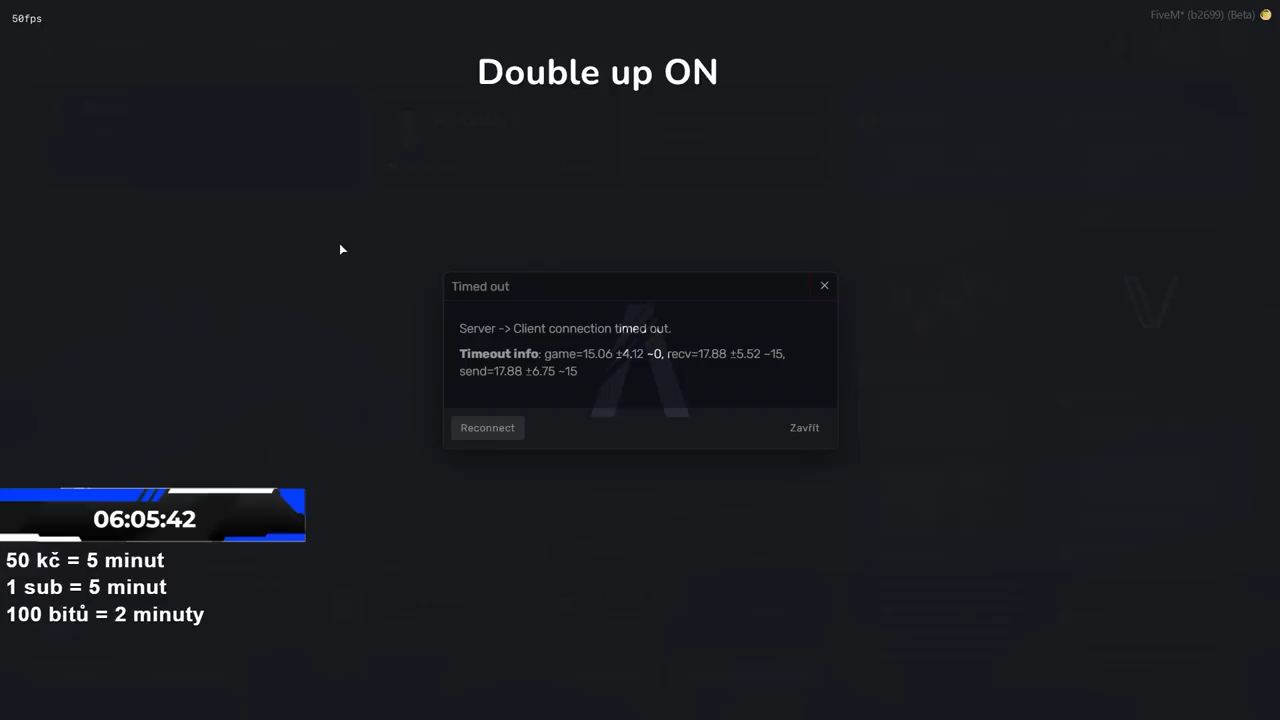 50fps
FiveM* (b2699) (Beta)
Double up ON
Timed out
Server -> Client connection timed out.
Timeout info: game=15.06 ±4.12 ~0, recv=17.88 ±5.52 ~15,
send=17.88 ±6.75 ~15
Reconnect
Zavřít
06:05:42
50 kč = 5 minut
1 sub = 5 minut
100 bitů = 2 minuty